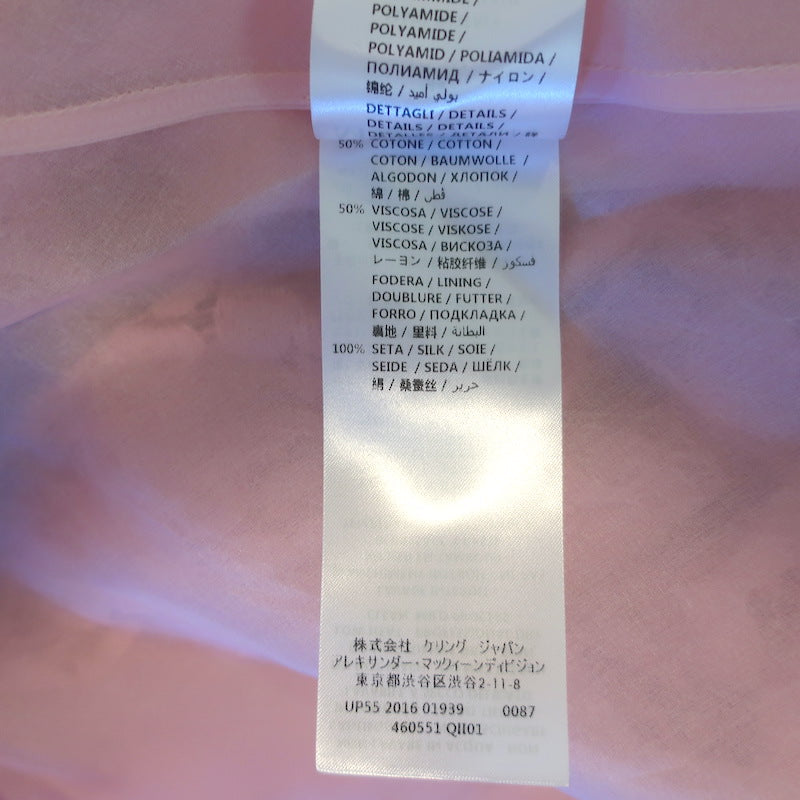 POLYAMIDE /
POLYAMIDE /
POLYAMID / POLIAMIDA /
ПОЛИАМИД / ナイロン /
锦纶 / بولي أميد
DETTAGLI / DETAILS /
DETAILS / DETAILS /
50% COTONE / COTTON /
COTON / BAUMWOLLE /
ALGODON / ХЛОПОК /
綿 / 棉 / قطن
50% VISCOSA / VISCOSE /
VISCOSE / VISKOSE /
VISCOSA / ВИСКОЗА /
レーヨン / 粘胶纤维 / فسكوز
FODERA / LINING /
DOUBLURE / FUTTER /
FORRO / ПОДКЛАДКА /
裏地 / 里料 / البطانة
100% SETA / SILK / SOIE /
SEIDE / SEDA / ШЁЛК /
絹 / 桑蚕丝 / حرير
株式会社 ケリング ジャパン
アレキサンダー・マックィーンディビジョン
東京都渋谷区渋谷2-11-8
UP55 2016 01939 0087
460551 QII01